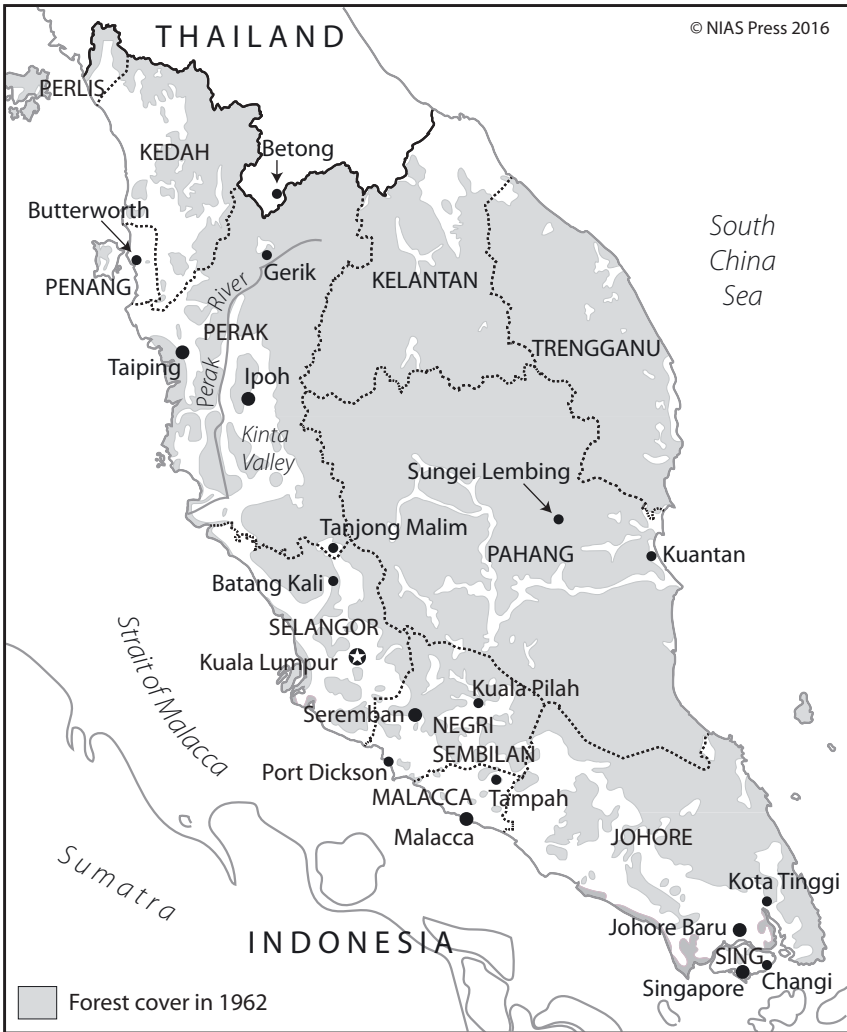 THAILAND
© NIAS Press 2016
PERLIS
KEDAH
Betong
Butterworth
PENANG
Gerik
KELANTAN
South
China
Sea
Perak River
PERAK
TRENGGANU
Taiping
Ipoh
Kinta
Valley
Sungei Lembing
Tanjong Malim
PAHANG
Kuantan
Batang Kali
SELANGOR
Kuala Lumpur
Strait of Malacca
Kuala Pilah
Seremban
NEGRI
SEMBILAN
Port Dickson
MALACCA
Tampah
Malacca
JOHORE
Sumatra
Kota Tinggi
Johore Baru
INDONESIA
SING
Changi
Singapore
Forest cover in 1962